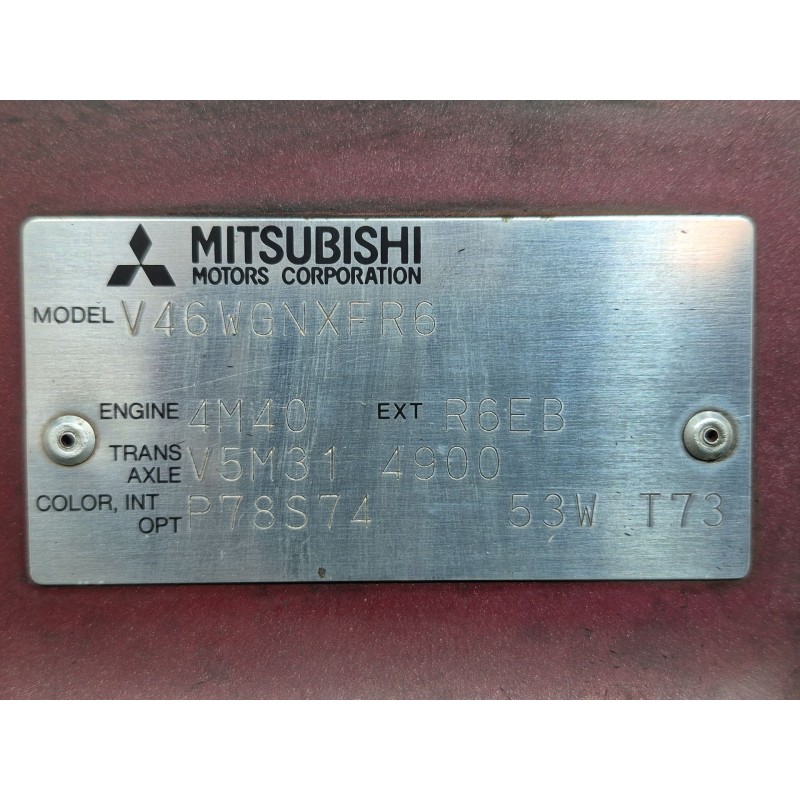 MITSUBISHI
MOTORS CORPORATION
MODEL V46WGNXFR6
ENGINE 4M40 EXT R6EB
TRANS
AXLE V5M31 4900
COLOR, INT
OPT P78S74 53W T73